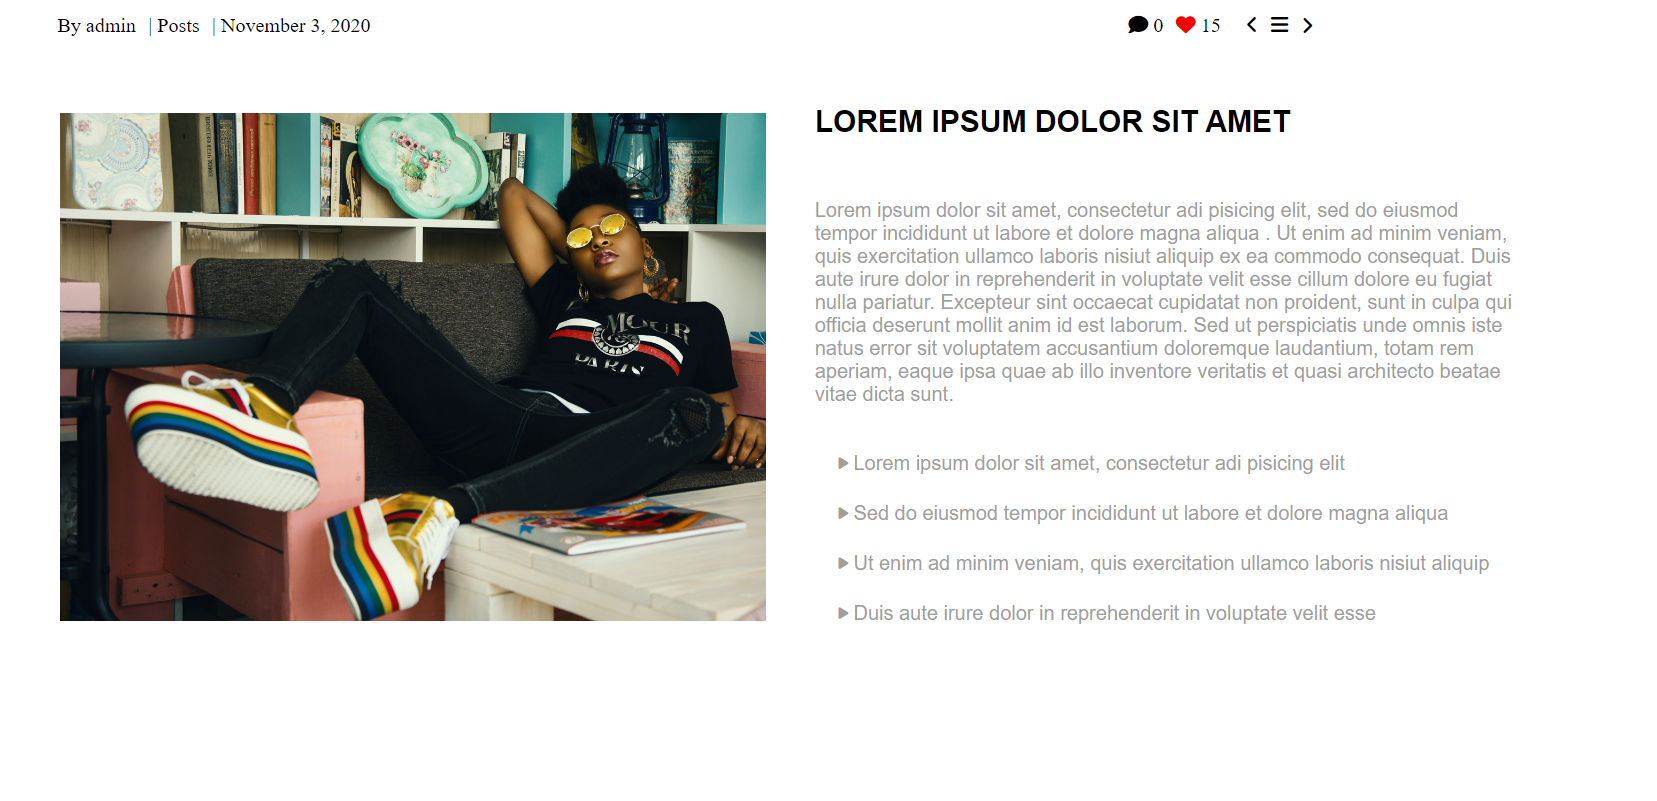 By admin | Posts | November 3, 2020
0 15
LOREM IPSUM DOLOR SIT AMET
Lorem ipsum dolor sit amet, consectetur adi pisicing elit, sed do eiusmod
tempor incididunt ut labore et dolore magna aliqua . Ut enim ad minim veniam,
quis exercitation ullamco laboris nisiut aliquip ex ea commodo consequat. Duis
aute irure dolor in reprehenderit in voluptate velit esse cillum dolore eu fugiat
nulla pariatur. Excepteur sint occaecat cupidatat non proident, sunt in culpa qui
officia deserunt mollit anim id est laborum. Sed ut perspiciatis unde omnis iste
natus error sit voluptatem accusantium doloremque laudantium, totam rem
aperiam, eaque ipsa quae ab illo inventore veritatis et quasi architecto beatae
vitae dicta sunt.
Lorem ipsum dolor sit amet, consectetur adi pisicing elit
Sed do eiusmod tempor incididunt ut labore et dolore magna aliqua
Ut enim ad minim veniam, quis exercitation ullamco laboris nisiut aliquip
Duis aute irure dolor in reprehenderit in voluptate velit esse
MOUR
PARIS